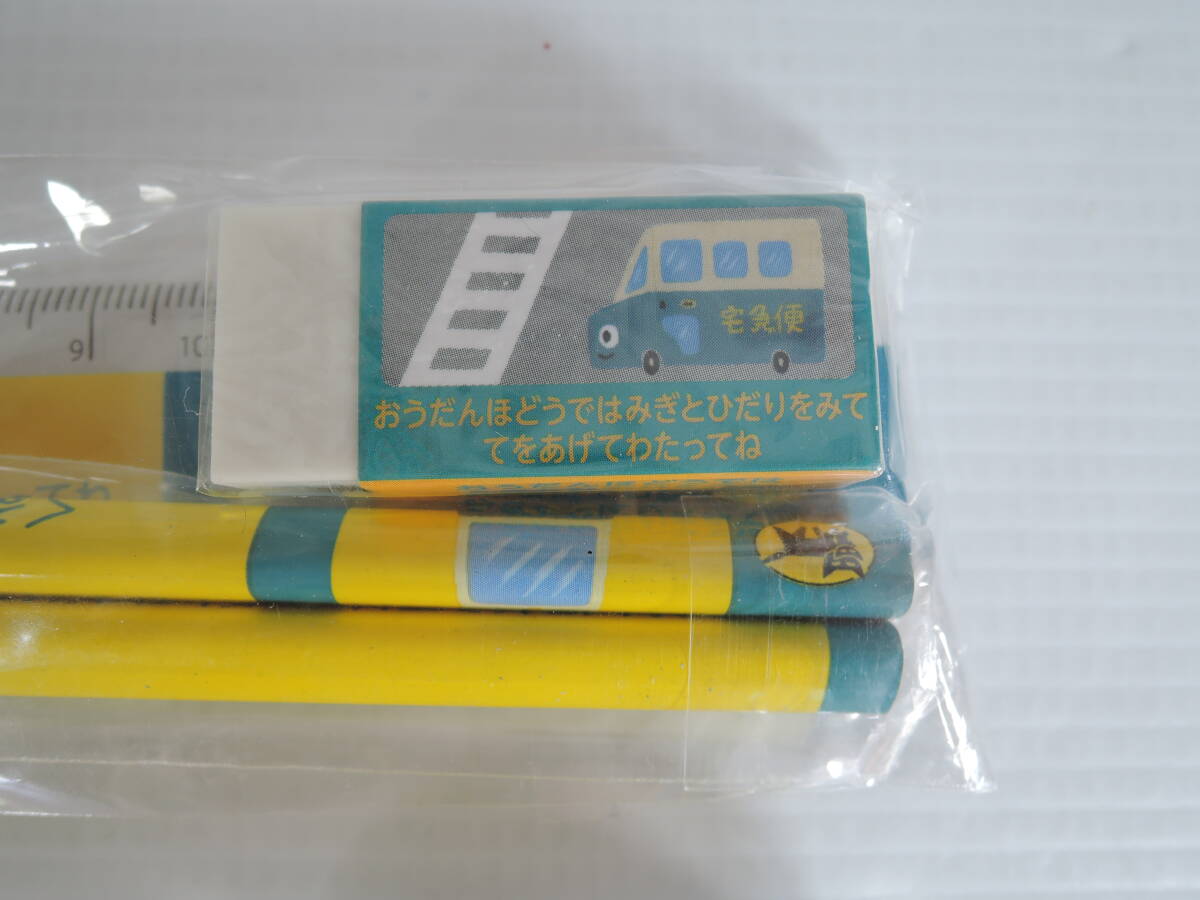 宅急便
おうだんほどうではみぎとひだりをみて
てをあげてわたってね
9 10